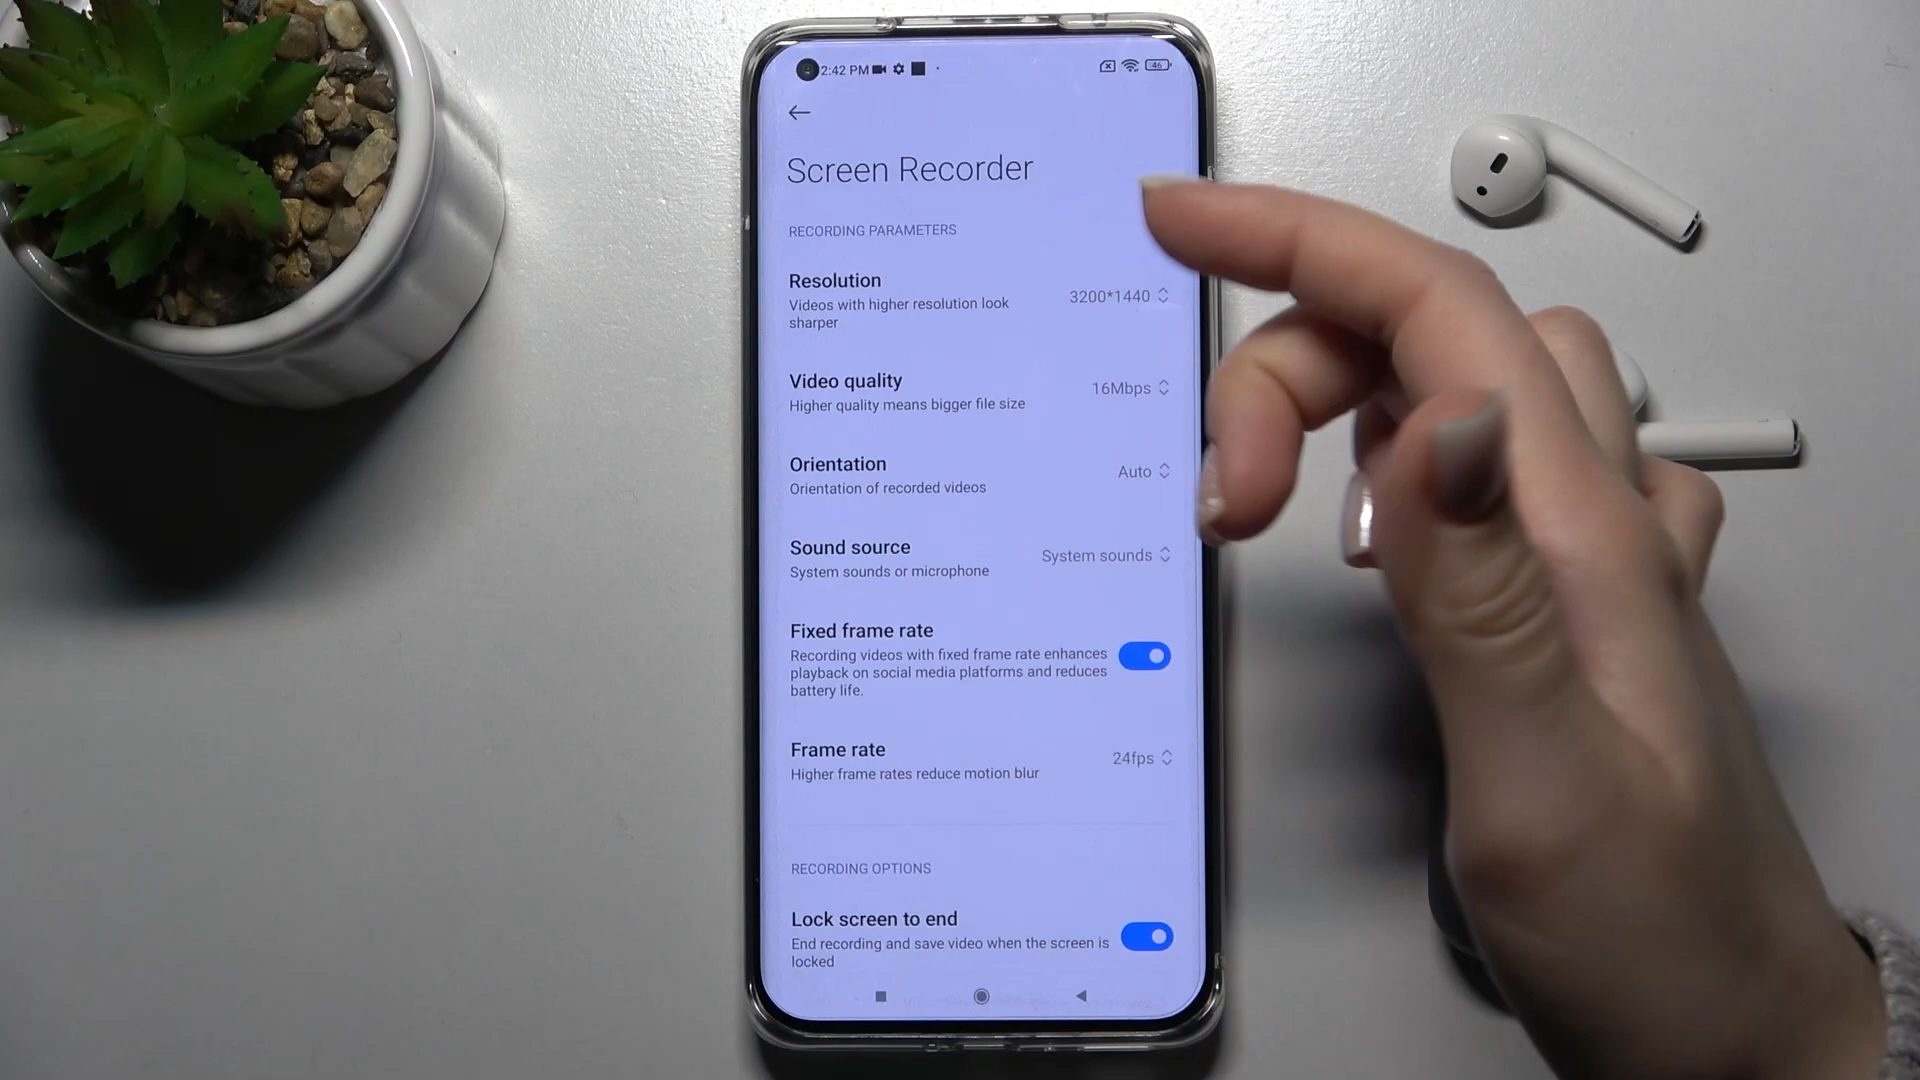 2:42 PM
46
Screen Recorder
RECORDING PARAMETERS
Resolution
Videos with higher resolution look
sharper
3200*1440
Video quality
Higher quality means bigger file size
16Mbps
Orientation
Orientation of recorded videos
Auto
Sound source
System sounds or microphone
System sounds
Fixed frame rate
Recording videos with fixed frame rate enhances
playback on social media platforms and reduces
battery life.
Frame rate
Higher frame rates reduce motion blur
24fps
RECORDING OPTIONS
Lock screen to end
End recording and save video when the screen is
locked